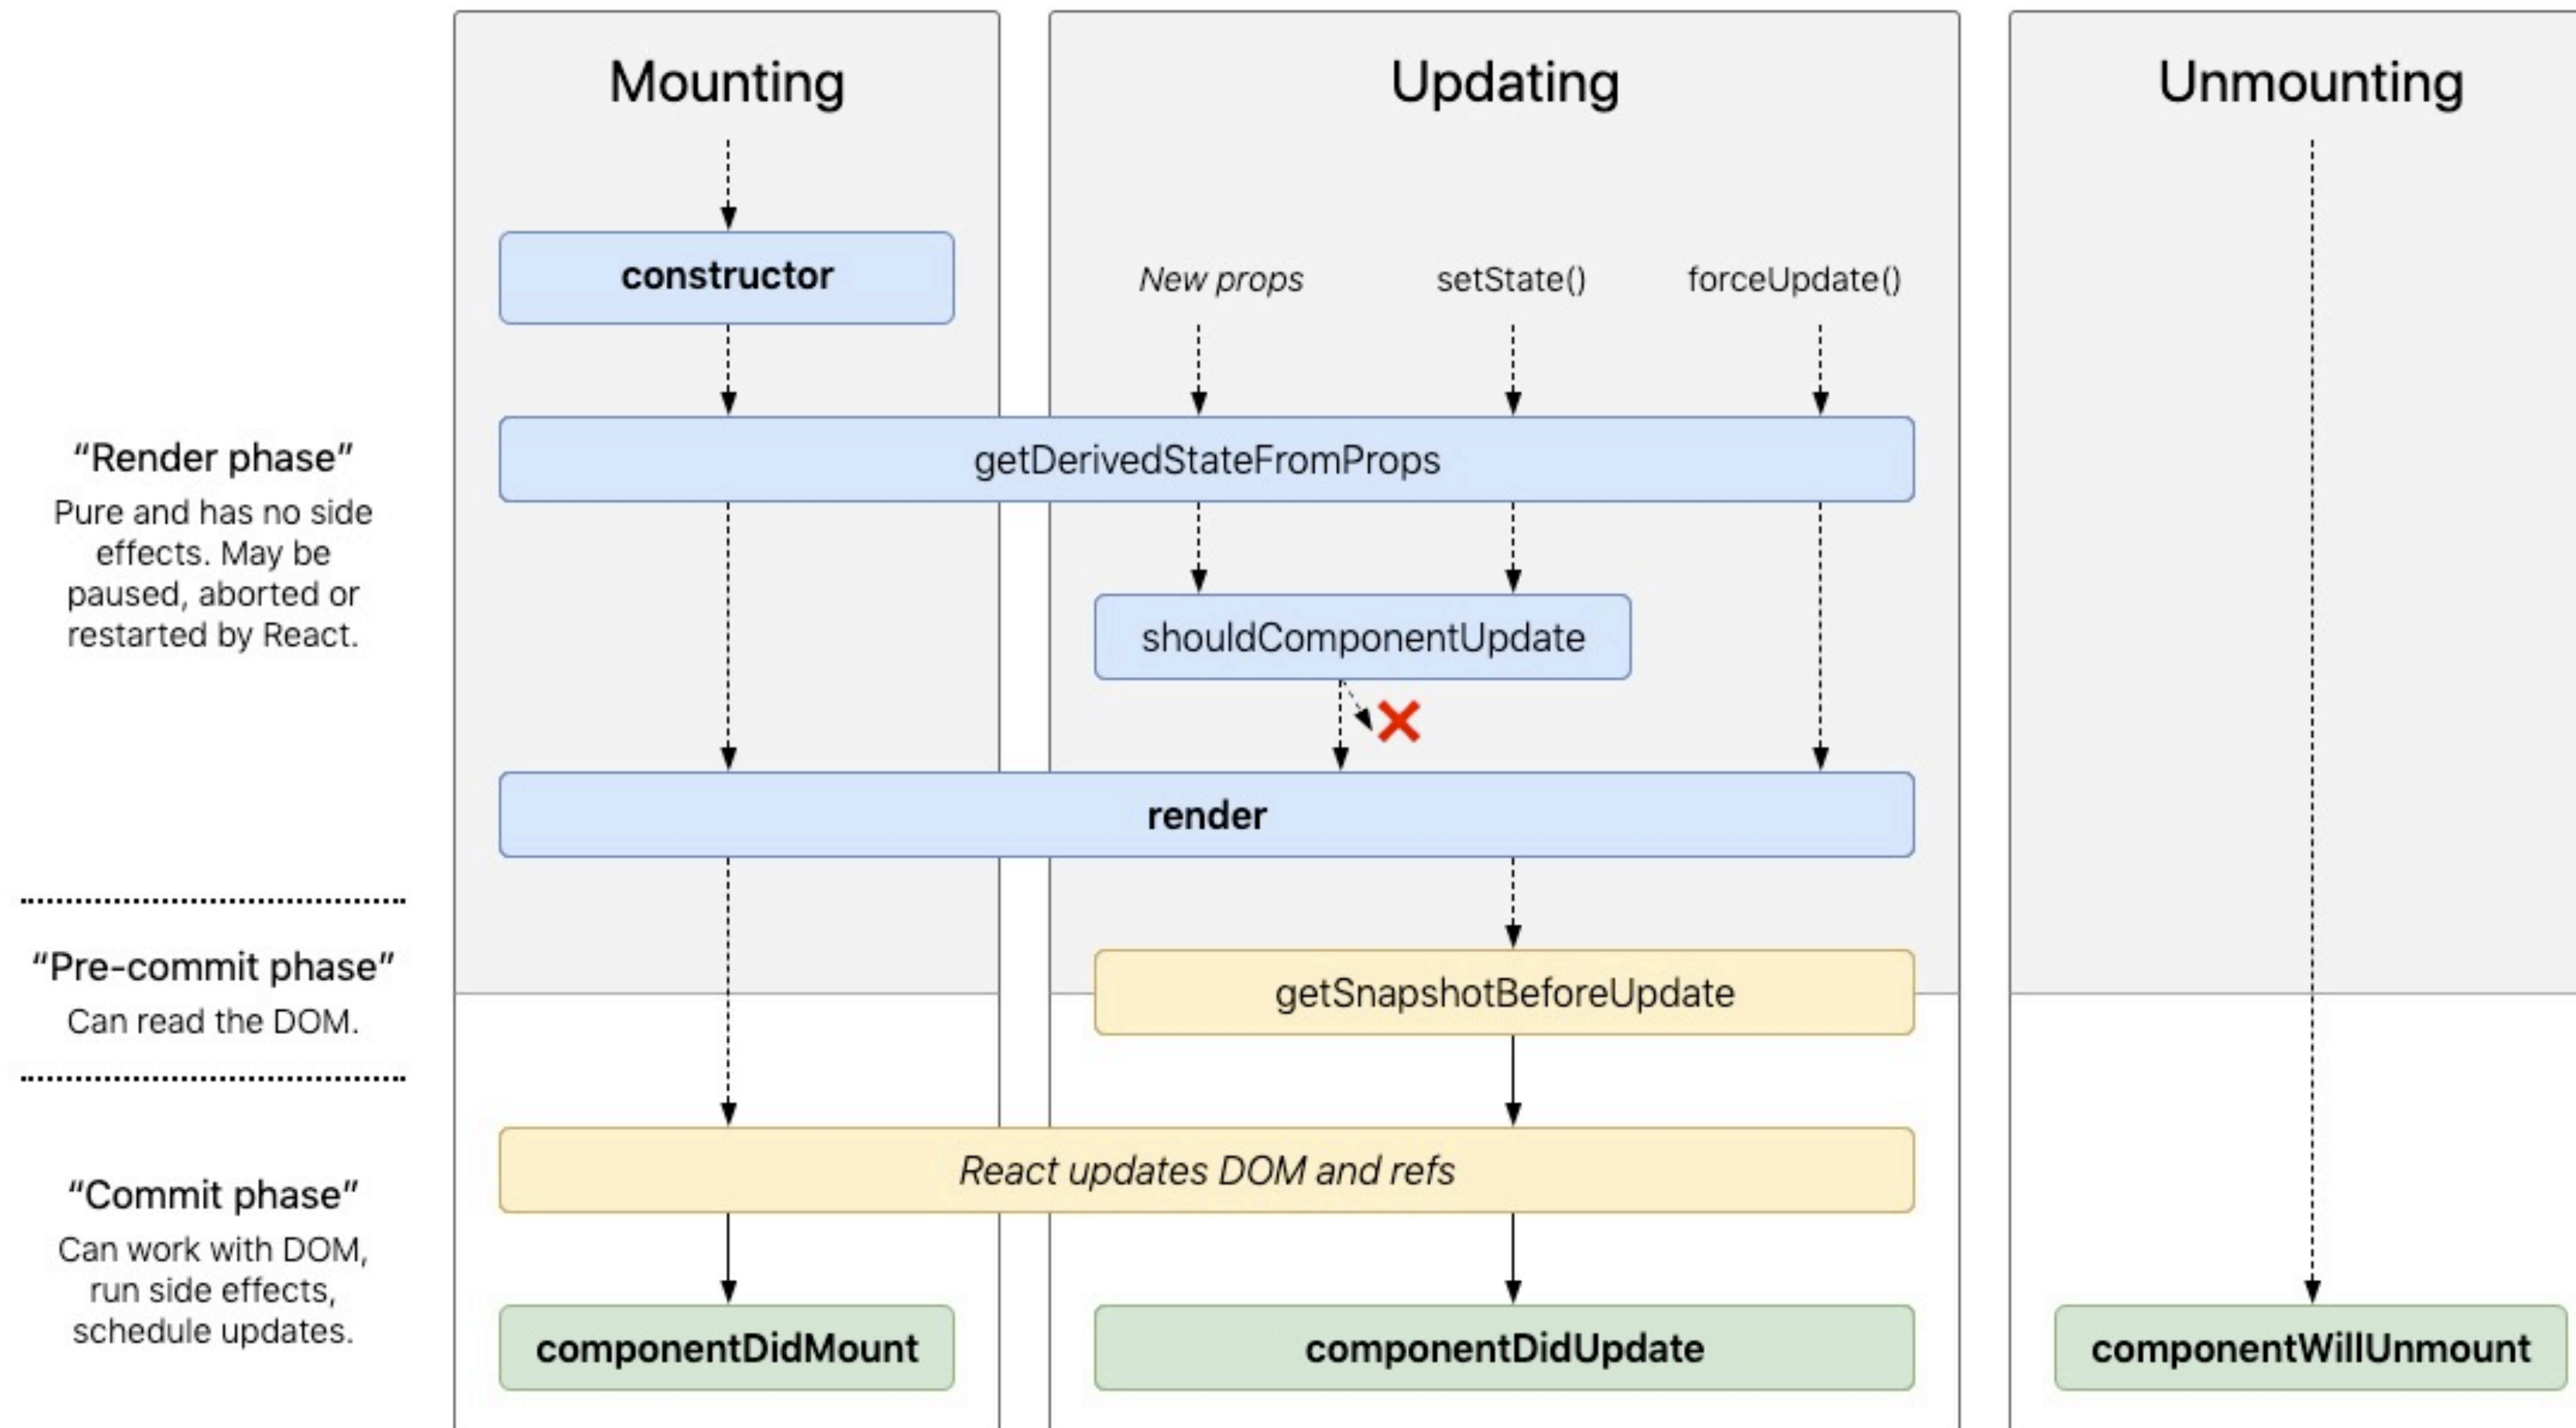 Mounting
Updating
Unmounting
constructor
New props
setState()
forceUpdate()
“Render phase”
Pure and has no side
effects. May be
paused, aborted or
restarted by React.
getDerivedStateFromProps
shouldComponentUpdate
render
“Pre-commit phase”
Can read the DOM.
getSnapshotBeforeUpdate
“Commit phase”
Can work with DOM,
run side effects,
schedule updates.
React updates DOM and refs
componentDidMount
componentDidUpdate
componentWillUnmount